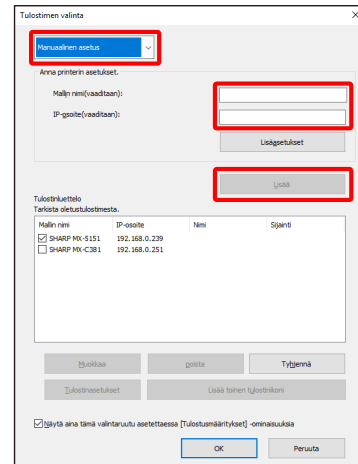 Tulostimen valinta
Manuaalinen asetus
Anna printerin asetukset.
Mallin nimi(vaaditaan):
IP-osoite(vaaditaan):
Lisäasetukset
Lisää
Tulostinluettelo
Tarkista oletustulostimesta.
Mallin nimi IP-osoite Nimi Sijainti
SHARP MX-5151 192.168.0.239
SHARP MX-C381 192.168.0.251
Muokkaa poista Tyhjennä
Tulostinasetukset Lisää toinen tulostinikoni
Näytä aina tämä valintaruutu asetettaessa [Tulostusmääritykset] -ominaisuuksia
OK Peruuta